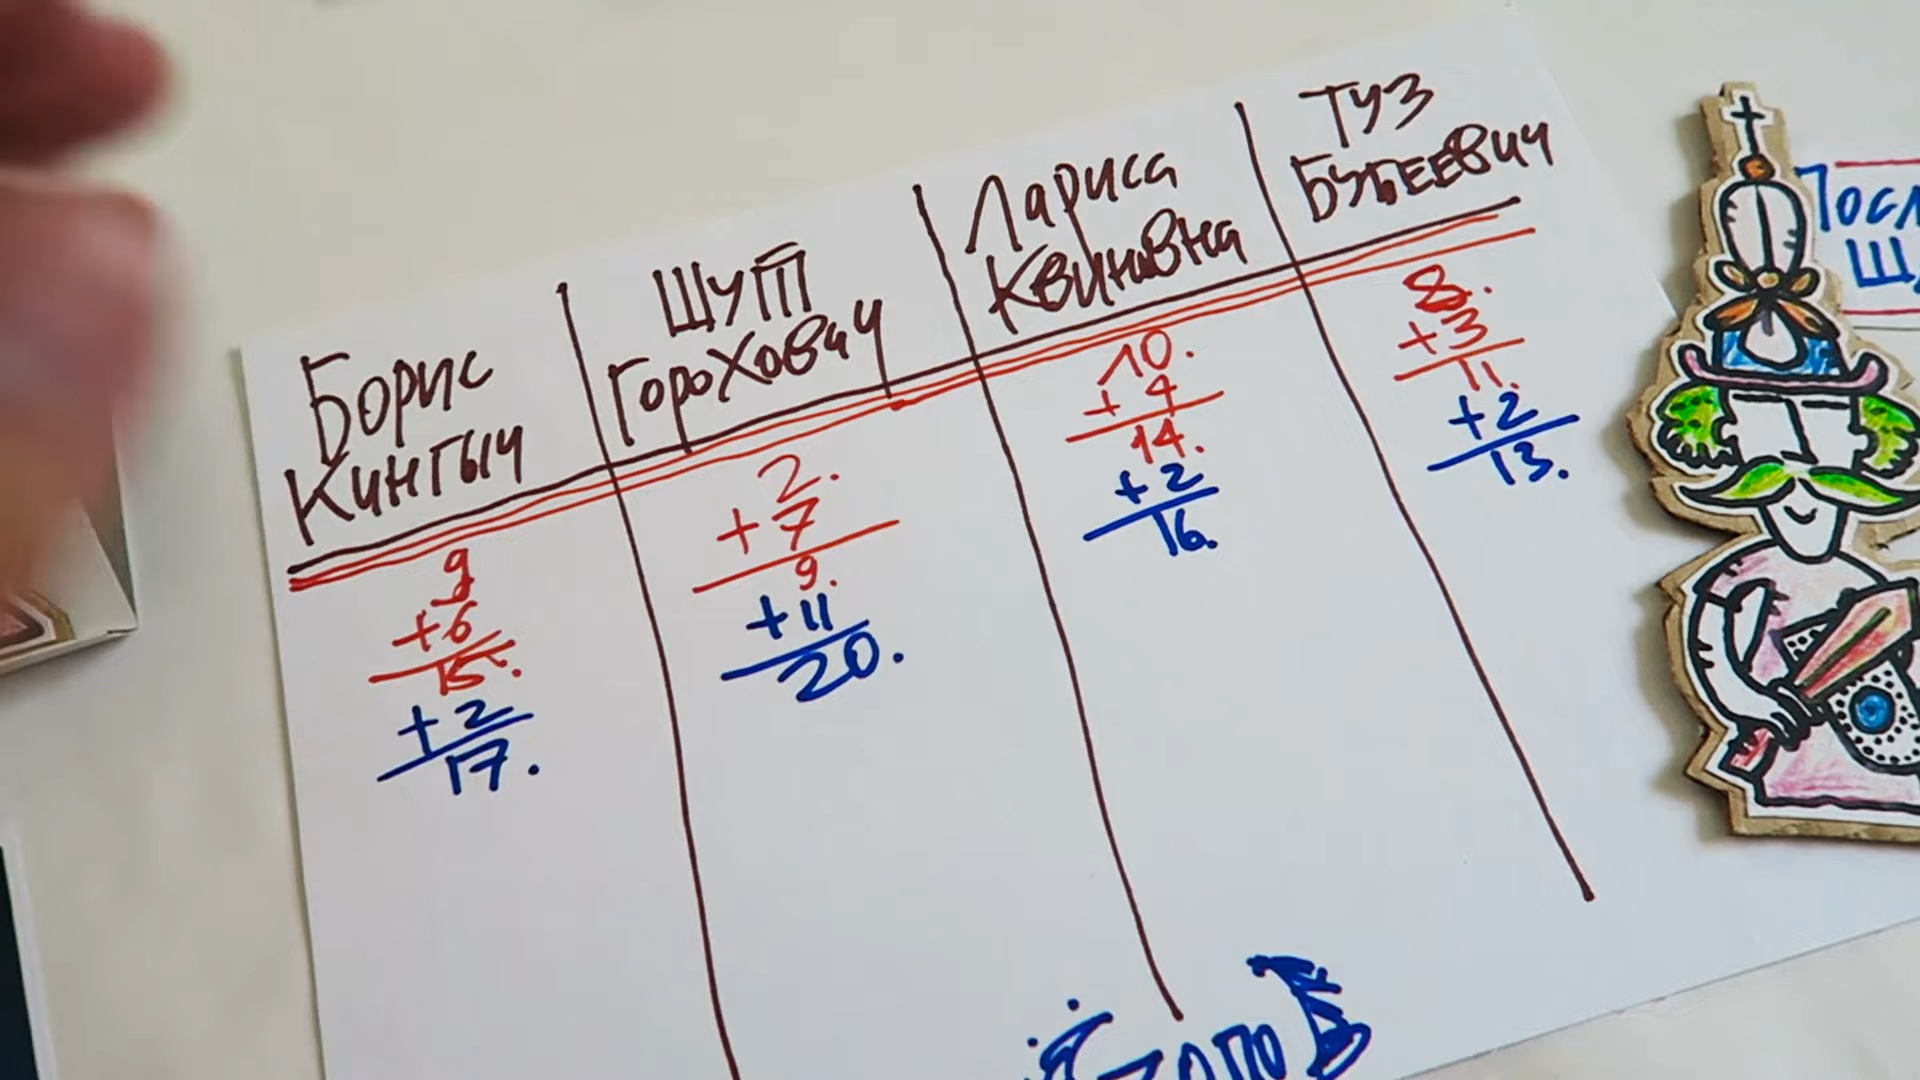 Борис
Кингыч
9
+6
15.
+2
17.
Шут
Горохович
2.
+7
9.
+11
20.
Лариса
Квиновна
10.
+4
14.
+2
16.
Туз
Бубеевич
8.
+3
11.
+2
13.